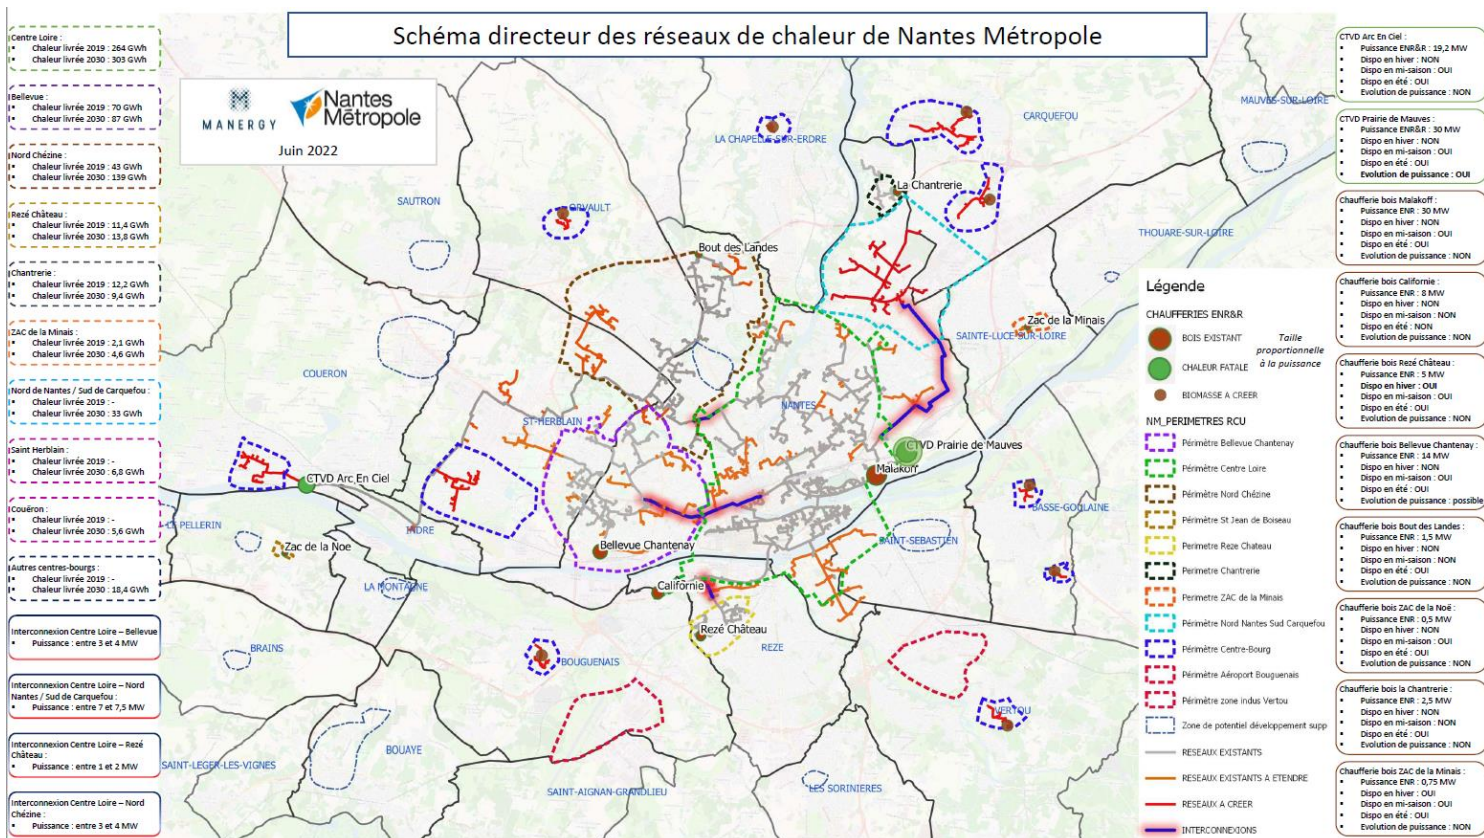 Schéma directeur des réseaux de chaleur de Nantes Métropole
MANERGY
Nantes
Métropole
Juin 2022
Centre Loire :
▪ Chaleur livrée 2019 : 264 GWh
▪ Chaleur livrée 2030 : 303 GWh
Bellevue :
▪ Chaleur livrée 2019 : 70 GWh
▪ Chaleur livrée 2030 : 87 GWh
Nord Chézine :
▪ Chaleur livrée 2019 : 43 GWh
▪ Chaleur livrée 2030 : 139 GWh
Rezé Château :
▪ Chaleur livrée 2019 : 11,4 GWh
▪ Chaleur livrée 2030 : 13,8 GWh
Chantrerie :
▪ Chaleur livrée 2019 : 12,2 GWh
▪ Chaleur livrée 2030 : 9,4 GWh
ZAC de la Minais :
▪ Chaleur livrée 2019 : 2,1 GWh
▪ Chaleur livrée 2030 : 4,6 GWh
Nord de Nantes / Sud de Carquefou :
▪ Chaleur livrée 2019 : -
▪ Chaleur livrée 2030 : 33 GWh
Saint Herblain :
▪ Chaleur livrée 2019 : -
▪ Chaleur livrée 2030 : 6,8 GWh
Couëron :
▪ Chaleur livrée 2019 : -
▪ Chaleur livrée 2030 : 5,6 GWh
Autres centres-bourgs :
▪ Chaleur livrée 2019 : -
▪ Chaleur livrée 2030 : 18,4 GWh
Interconnexion Centre Loire – Bellevue
▪ Puissance : entre 3 et 4 MW
Interconnexion Centre Loire – Nord
Nantes / Sud de Carquefou :
▪ Puissance : entre 7 et 7,5 MW
Interconnexion Centre Loire – Rezé
Château :
▪ Puissance : entre 1 et 2 MW
Interconnexion Centre Loire – Nord
Chézine :
▪ Puissance : entre 3 et 4 MW
MAUVES-SUR-LOIRE
CARQUEFOU
LA CHAPELLE-SUR-ERDRE
La Chantrerie
SAUTRON
ORVAULT
THOUARE-SUR-LOIRE
Bout des Landes
Zac de la Minais
SAINTE-LUCE-SUR-LOIRE
COUERON
NANTES
ST-HERBLAIN
CTVD Prairie de Mauves
Malakoff
CTVD Arc En Ciel
BASSE-GOULAINE
LE PELLERIN
INDRE
SAINT-SEBASTIEN
Zac de la Noe
Bellevue Chantenay
LA MONTAGNE
Californie
Rezé Château
BRAINS
REZE
BOUGUENAIS
VERTOU
BOUAYE
SAINT-LEGER-LES-VIGNES
SAINT-AIGNAN-GRANDLIEU
LES SORINIERES
Légende
CHAUFFERIES ENR&R
BOIS EXISTANT
CHALEUR FATALE
BIOMASSE A CREER
Taille
proportionnelle
à la puissance
NM_PERIMETRES RCU
Périmètre Bellevue Chantenay
Périmètre Centre Loire
Périmètre Nord Chézine
Périmètre St Jean de Boiseau
Perimetre Reze Chateau
Perimetre Chantrerie
Perimetre ZAC de la Minais
Périmètre Nord Nantes Sud Carquefou
Périmètre Centre-Bourg
Périmètre Aéroport Bouguenais
Périmètre zone indus Vertou
Zone de potentiel développement supp
RESEAUX EXISTANTS
RESEAUX EXISTANTS A ETENDRE
RESEAUX A CREER
INTERCONNEXIONS
CTVD Arc En Ciel :
▪ Puissance ENR&R : 19,2 MW
▪ Dispo en hiver : NON
▪ Dispo en mi-saison : OUI
▪ Dispo en été : OUI
▪ Evolution de puissance : NON
CTVD Prairie de Mauves :
▪ Puissance ENR&R : 30 MW
▪ Dispo en hiver : NON
▪ Dispo en mi-saison : OUI
▪ Dispo en été : OUI
▪ Evolution de puissance : OUI
Chaufferie bois Malakoff :
▪ Puissance ENR : 30 MW
▪ Dispo en hiver : NON
▪ Dispo en mi-saison : OUI
▪ Dispo en été : OUI
▪ Evolution de puissance : NON
Chaufferie bois Californie :
▪ Puissance ENR : 8 MW
▪ Dispo en hiver : NON
▪ Dispo en mi-saison : NON
▪ Dispo en été : NON
▪ Evolution de puissance : NON
Chaufferie bois Rezé Château :
▪ Puissance ENR : 5 MW
▪ Dispo en hiver : OUI
▪ Dispo en mi-saison : OUI
▪ Dispo en été : OUI
▪ Evolution de puissance : NON
Chaufferie bois Bellevue Chantenay :
▪ Puissance ENR : 14 MW
▪ Dispo en hiver : NON
▪ Dispo en mi-saison : OUI
▪ Dispo en été : OUI
▪ Evolution de puissance : possible
Chaufferie bois Bout des Landes :
▪ Puissance ENR : 1,5 MW
▪ Dispo en hiver : NON
▪ Dispo en mi-saison : NON
▪ Dispo en été : OUI
▪ Evolution de puissance : NON
Chaufferie bois ZAC de la Noé :
▪ Puissance ENR : 0,5 MW
▪ Dispo en hiver : NON
▪ Dispo en mi-saison : OUI
▪ Dispo en été : OUI
▪ Evolution de puissance : NON
Chaufferie bois la Chantrerie :
▪ Puissance ENR : 2,5 MW
▪ Dispo en hiver : NON
▪ Dispo en mi-saison : NON
▪ Dispo en été : OUI
▪ Evolution de puissance : NON
Chaufferie bois ZAC de la Minais :
▪ Puissance ENR : 0,75 MW
▪ Dispo en hiver : OUI
▪ Dispo en mi-saison : OUI
▪ Dispo en été : OUI
▪ Evolution de puissance : NON